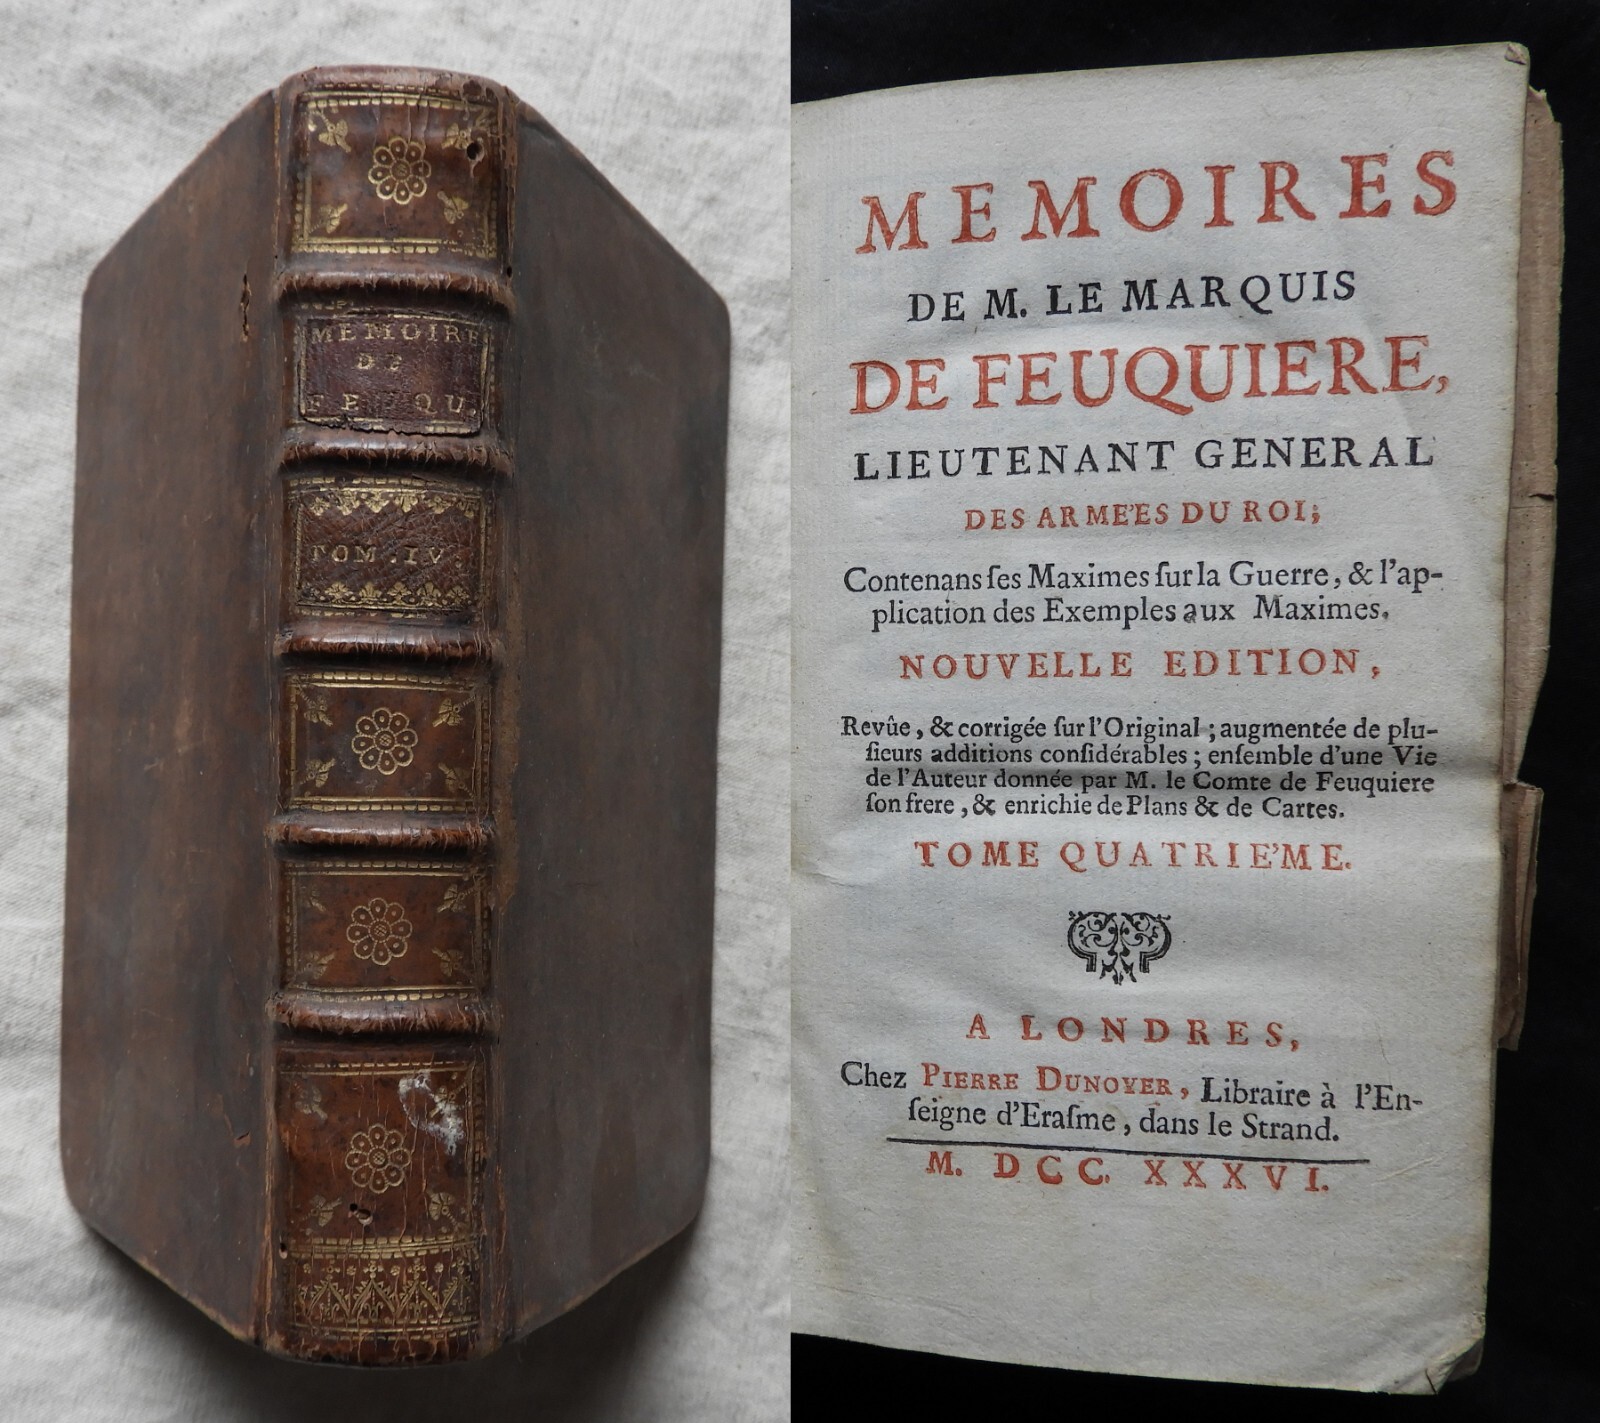 MEMOIRE
DE
TOM. IV.
MEMOIRES
DE M. LE MARQUIS
DE FEUQUIERE,
LIEUTENANT GENERAL
DES ARME'ES DU ROI;
Contenans ſes Maximes ſur la Guerre, & l'ap-
plication des Exemples aux Maximes.
NOUVELLE EDITION,
Revûe, & corrigée ſur l'Original; augmentée de plu-
ſieurs additions conſidérables; enſemble d'une Vie
de l'Auteur donnée par M. le Comte de Feuquiere
ſon frere, & enrichie de Plans & de Cartes.
TOME QUATRIE'ME.
A LONDRES,
Chez PIERRE DUNOYER, Libraire à l'En-
ſeigne d'Eraſme, dans le Strand.
M. DCC. XXXVI.